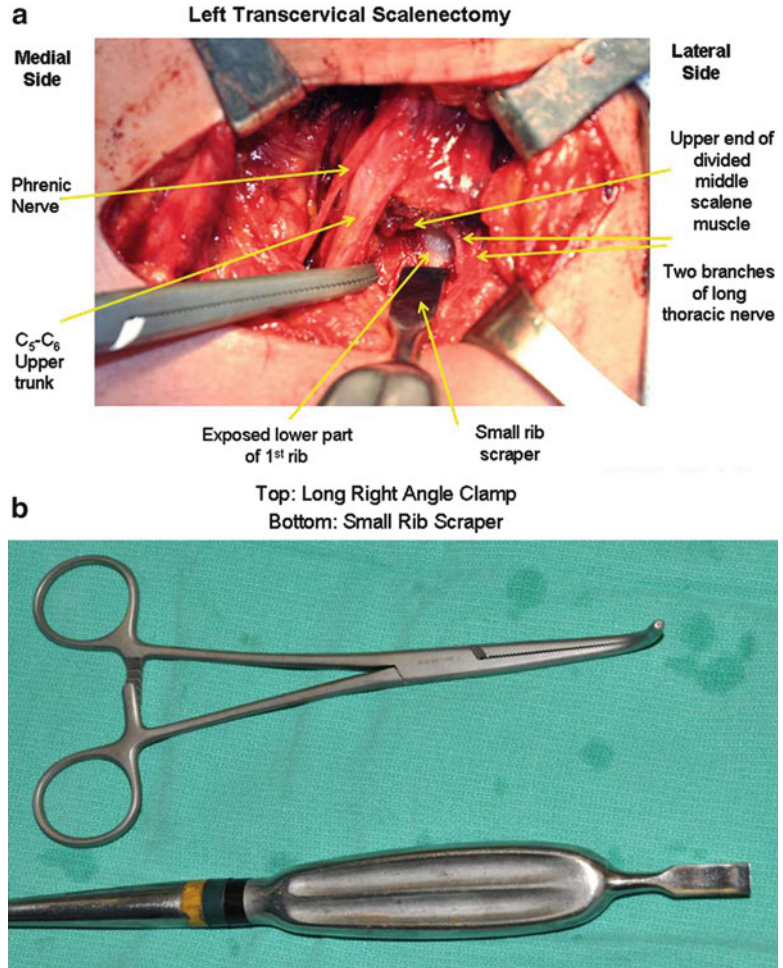 a
Left Transcervical Scalenectomy
Medial
Side
Lateral
Side
Phrenic
Nerve
Upper end of
divided
middle
scalene
muscle
Two branches
of long
thoracic nerve
C₅-C₆
Upper
trunk
Exposed lower part
of 1ˢᵗ rib
Small rib
scraper
b
Top: Long Right Angle Clamp
Bottom: Small Rib Scraper